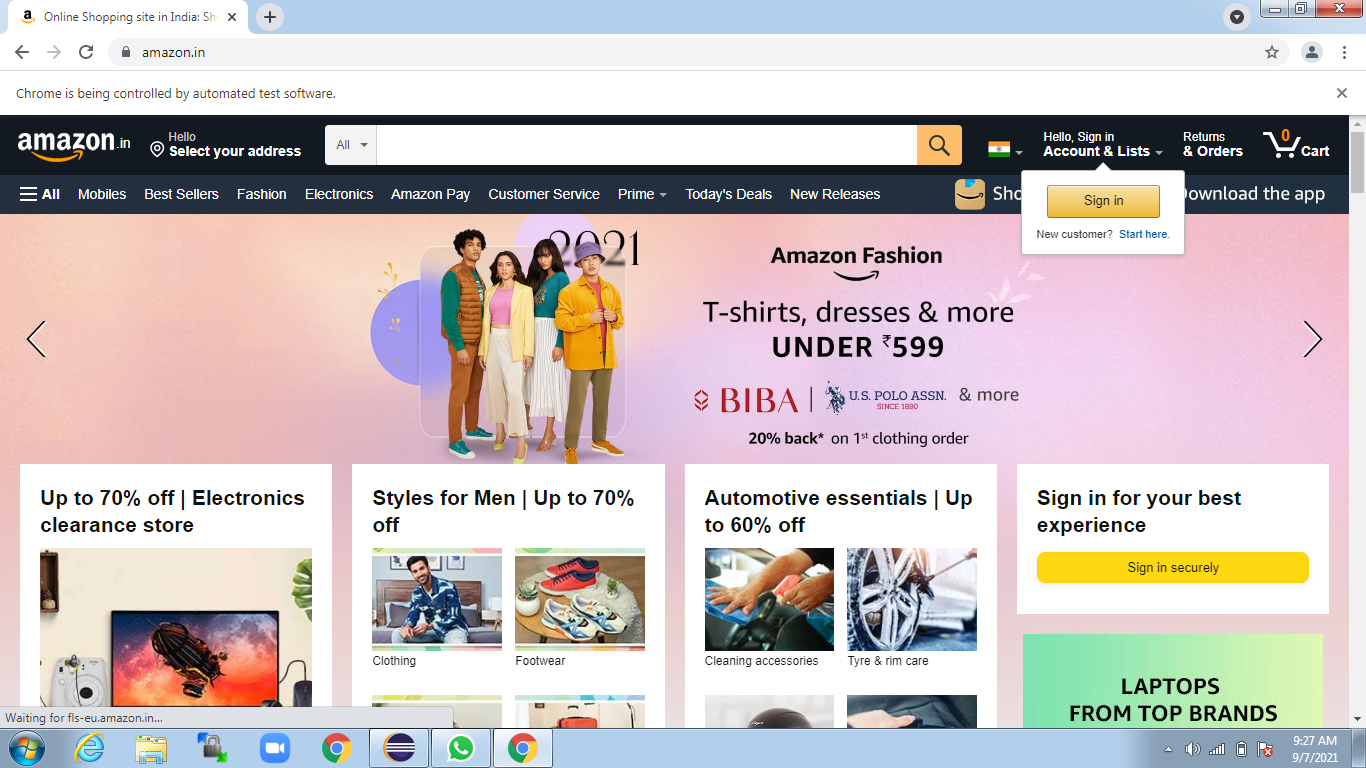 Online Shopping site in India: Sh
amazon.in
Chrome is being controlled by automated test software.
amazon.in
Hello
Select your address
All
Hello, Sign in
Account & Lists
Returns
& Orders
0
Cart
All
Mobiles
Best Sellers
Fashion
Electronics
Amazon Pay
Customer Service
Prime
Today's Deals
New Releases
Sho
Download the app
Sign in
New customer? Start here.
2021
Amazon Fashion
T-shirts, dresses & more
UNDER ₹599
BIBA | U.S. POLO ASSN. & more
SINCE 1890
20% back* on 1st clothing order
Up to 70% off | Electronics
clearance store
Styles for Men | Up to 70%
off
Clothing
Footwear
Automotive essentials | Up
to 60% off
Cleaning accessories
Tyre & rim care
Sign in for your best
experience
Sign in securely
LAPTOPS
FROM TOP BRANDS
Waiting for fls-eu.amazon.in...
9:27 AM
9/7/2021